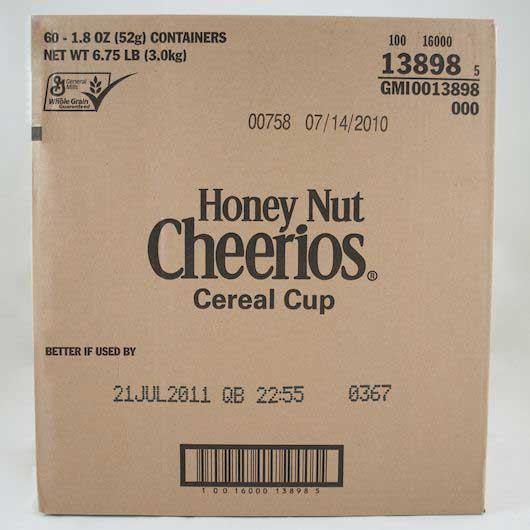 60 - 1.8 OZ (52g) CONTAINERS
NET WT 6.75 LB (3.0kg)
General
Mills
Whole Grain
Guaranteed
100 16000
13898 5
GMI0013898
000
00758 07/14/2010
Honey Nut
Cheerios®
Cereal Cup
BETTER IF USED BY
21JUL2011 QB 22:55 0367
1 00 16000 13898 5